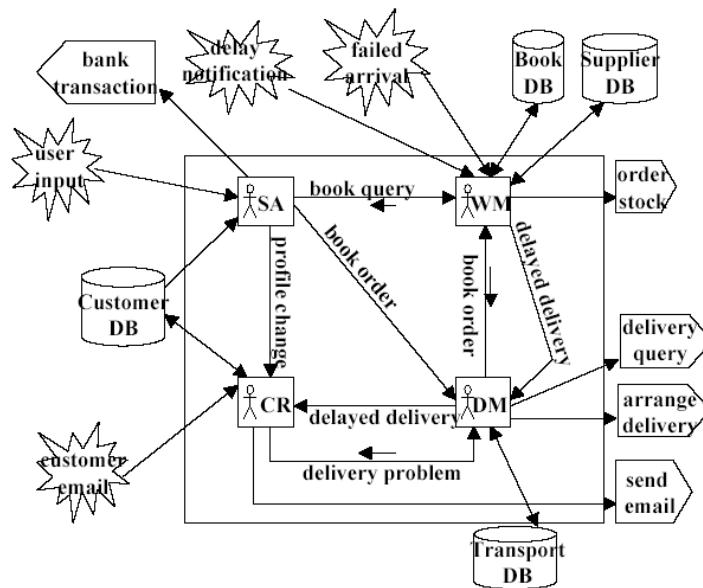 bank
transaction
delay
notification
failed
arrival
Book
DB
Supplier
DB
user
input
SA
book query
WM
order
stock
profile change
book order
book order
delayed delivery
Customer
DB
delivery
query
CR
delayed delivery
DM
arrange
delivery
delivery problem
customer
email
send
email
Transport
DB